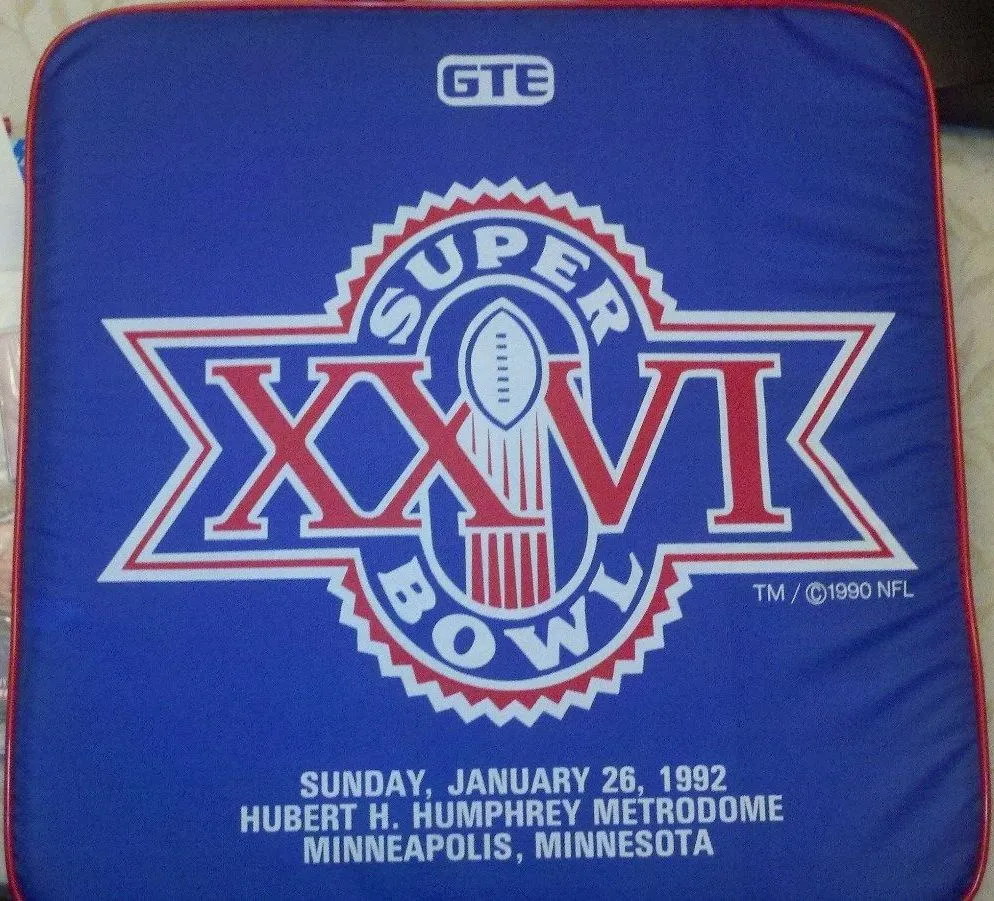 GTE
SUPER
XXVI
BOWL
TM / ©1990 NFL
SUNDAY, JANUARY 26, 1992
HUBERT H. HUMPHREY METRODOME
MINNEAPOLIS, MINNESOTA